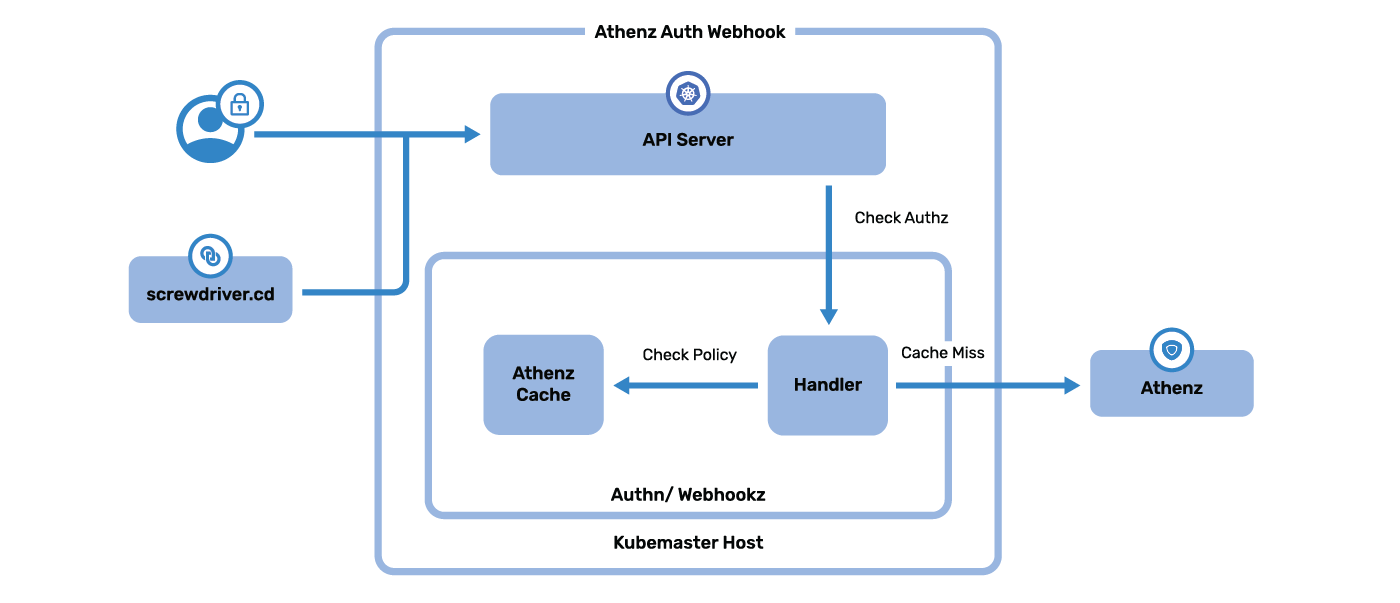 Athenz Auth Webhook
API Server
Check Authz
screwdriver.cd
Check Policy
Cache Miss
Athenz
Cache
Handler
Athenz
Authn/ Webhookz
Kubemaster Host